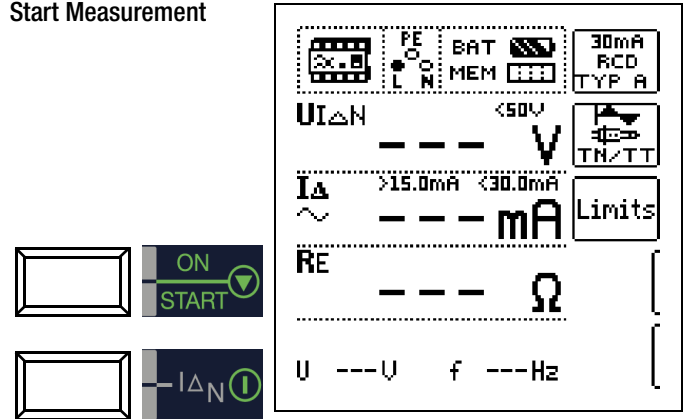 Start Measurement
PE
L N
BAT
MEM
30mA
RCD
TYP A
UI△N <50V
--- V
TN/TT
I△ >15.0mA <30.0mA
~ --- mA
Limits
RE
--- Ω
ON
START
I△N
U ---V f ---Hz